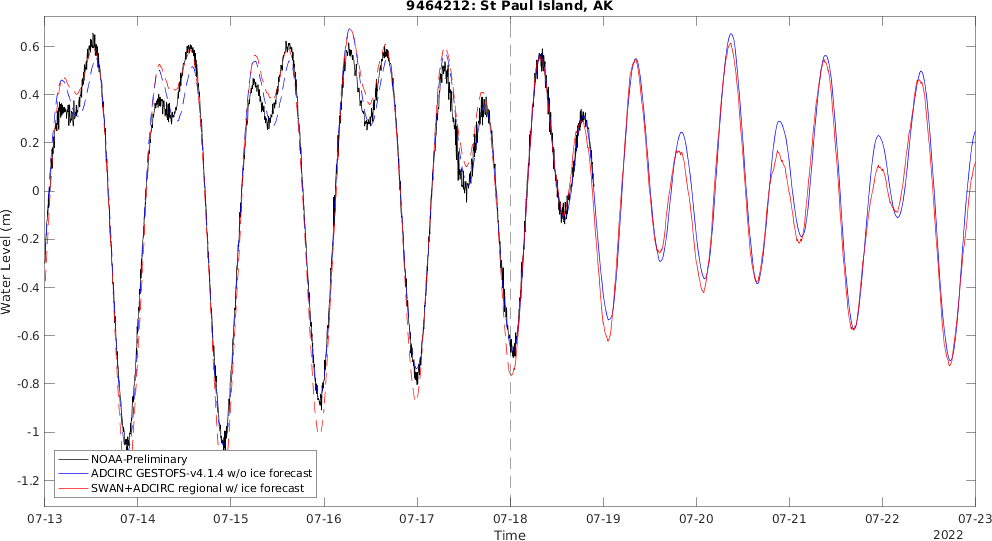 9464212: St Paul Island, AK
Water Level (m)
0.6
0.4
0.2
0
-0.2
-0.4
-0.6
-0.8
-1
-1.2
NOAA-Preliminary
ADCIRC GESTOFS-v4.1.4 w/o ice forecast
SWAN+ADCIRC regional w/ ice forecast
07-13 07-14 07-15 07-16 07-17 07-18 07-19 07-20 07-21 07-22 07-23
Time
2022